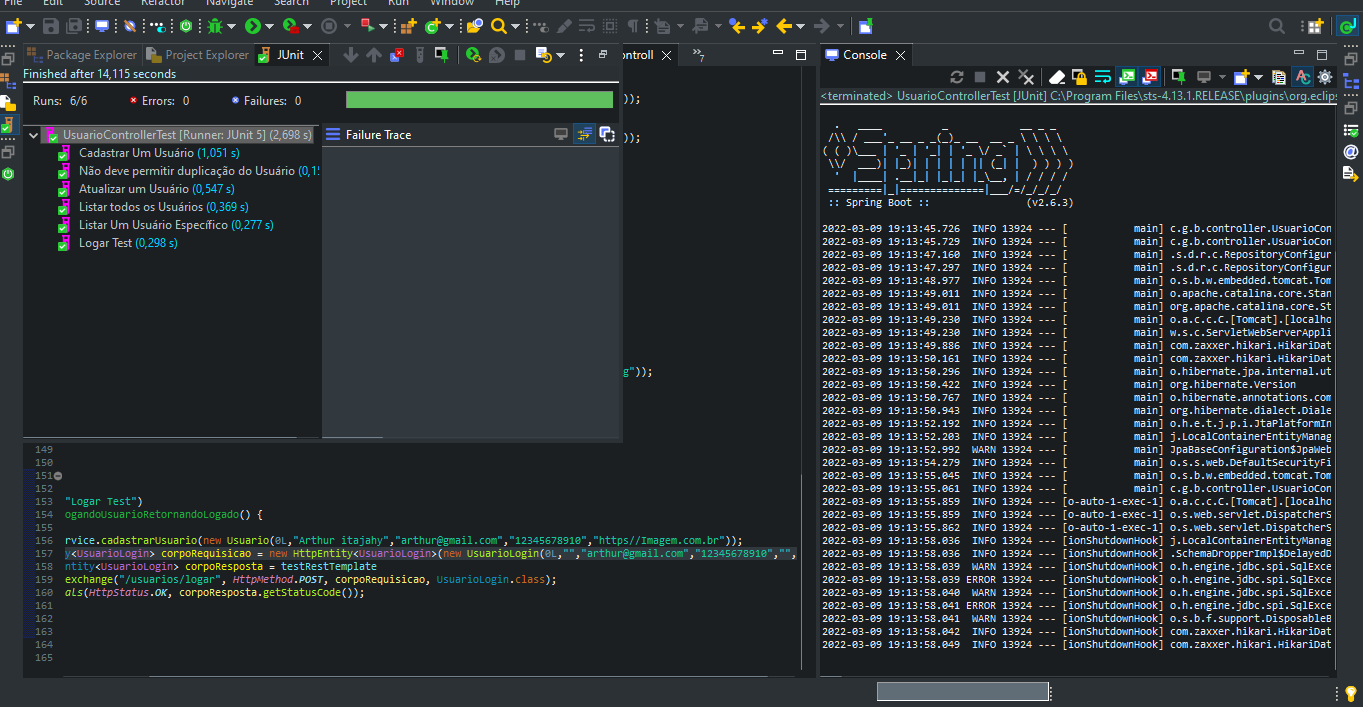 File Edit Source Refactor Navigate Search Project Run Window Help
Package Explorer Project Explorer JUnit
Finished after 14,115 seconds
Runs: 6/6 Errors: 0 Failures: 0
UsuarioControllerTest [Runner: JUnit 5] (2,698 s)
Cadastrar Um Usuário (1,051 s)
Não deve permitir duplicação do Usuário (0,1
Atualizar um Usuário (0,547 s)
Listar todos os Usuários (0,369 s)
Listar Um Usuário Específico (0,277 s)
Logar Test (0,298 s)
Failure Trace
ontroll
7
));
));
g"));
149
150
151
152
153 "Logar Test")
154 ogandoUsuarioRetornandoLogado() {
155
156 rvice.cadastrarUsuario(new Usuario(0L,"Arthur itajahy","arthur@gmail.com","12345678910","https//Imagem.com.br"));
157 y<UsuarioLogin> corpoRequisicao = new HttpEntity<UsuarioLogin>(new UsuarioLogin(0L,"","arthur@gmail.com","12345678910","",
158 ntity<UsuarioLogin> corpoResposta = testRestTemplate
159 exchange("/usuarios/logar", HttpMethod.POST, corpoRequisicao, UsuarioLogin.class);
160 als(HttpStatus.OK, corpoResposta.getStatusCode());
161
162
163
164
165
Console
<terminated> UsuarioControllerTest [JUnit] C:\Program Files\sts-4.13.1.RELEASE\plugins\org.eclips
Spring
:: Spring Boot :: (v2.6.3)
2022-03-09 19:13:45.726 INFO 13924 --- [ main] c.g.b.controller.UsuarioCon
2022-03-09 19:13:45.729 INFO 13924 --- [ main] c.g.b.controller.UsuarioCon
2022-03-09 19:13:47.160 INFO 13924 --- [ main] .s.d.r.c.RepositoryConfigur
2022-03-09 19:13:47.297 INFO 13924 --- [ main] .s.d.r.c.RepositoryConfigur
2022-03-09 19:13:48.977 INFO 13924 --- [ main] o.s.b.w.embedded.tomcat.Tom
2022-03-09 19:13:49.011 INFO 13924 --- [ main] o.apache.catalina.core.Stan
2022-03-09 19:13:49.011 INFO 13924 --- [ main] org.apache.catalina.core.St
2022-03-09 19:13:49.230 INFO 13924 --- [ main] o.a.c.c.C.[Tomcat].[localho
2022-03-09 19:13:49.230 INFO 13924 --- [ main] w.s.c.ServletWebServerAppli
2022-03-09 19:13:49.886 INFO 13924 --- [ main] com.zaxxer.hikari.HikariDat
2022-03-09 19:13:50.161 INFO 13924 --- [ main] com.zaxxer.hikari.HikariDat
2022-03-09 19:13:50.296 INFO 13924 --- [ main] o.hibernate.jpa.internal.ut
2022-03-09 19:13:50.422 INFO 13924 --- [ main] org.hibernate.Version
2022-03-09 19:13:50.767 INFO 13924 --- [ main] o.hibernate.annotations.com
2022-03-09 19:13:50.943 INFO 13924 --- [ main] org.hibernate.dialect.Diale
2022-03-09 19:13:52.192 INFO 13924 --- [ main] o.h.e.t.j.p.i.JtaPlatformIn
2022-03-09 19:13:52.203 INFO 13924 --- [ main] j.LocalContainerEntityManag
2022-03-09 19:13:52.992 WARN 13924 --- [ main] JpaBaseConfiguration$JpaWeb
2022-03-09 19:13:54.279 INFO 13924 --- [ main] o.s.s.web.DefaultSecurityFi
2022-03-09 19:13:55.045 INFO 13924 --- [ main] o.s.b.w.embedded.tomcat.Tom
2022-03-09 19:13:55.061 INFO 13924 --- [ main] c.g.b.controller.UsuarioCon
2022-03-09 19:13:55.859 INFO 13924 --- [o-auto-1-exec-1] o.a.c.c.C.[Tomcat].[localho
2022-03-09 19:13:55.859 INFO 13924 --- [o-auto-1-exec-1] o.s.web.servlet.DispatcherS
2022-03-09 19:13:55.862 INFO 13924 --- [o-auto-1-exec-1] o.s.web.servlet.DispatcherS
2022-03-09 19:13:58.036 INFO 13924 --- [ionShutdownHook] j.LocalContainerEntityManag
2022-03-09 19:13:58.036 INFO 13924 --- [ionShutdownHook] .SchemaDropperImpl$DelayedD
2022-03-09 19:13:58.039 WARN 13924 --- [ionShutdownHook] o.h.engine.jdbc.spi.SqlExce
2022-03-09 19:13:58.039 ERROR 13924 --- [ionShutdownHook] o.h.engine.jdbc.spi.SqlExce
2022-03-09 19:13:58.040 WARN 13924 --- [ionShutdownHook] o.h.engine.jdbc.spi.SqlExce
2022-03-09 19:13:58.041 ERROR 13924 --- [ionShutdownHook] o.h.engine.jdbc.spi.SqlExce
2022-03-09 19:13:58.041 WARN 13924 --- [ionShutdownHook] o.s.b.f.support.DisposableB
2022-03-09 19:13:58.042 INFO 13924 --- [ionShutdownHook] com.zaxxer.hikari.HikariDat
2022-03-09 19:13:58.049 INFO 13924 --- [ionShutdownHook] com.zaxxer.hikari.HikariDat